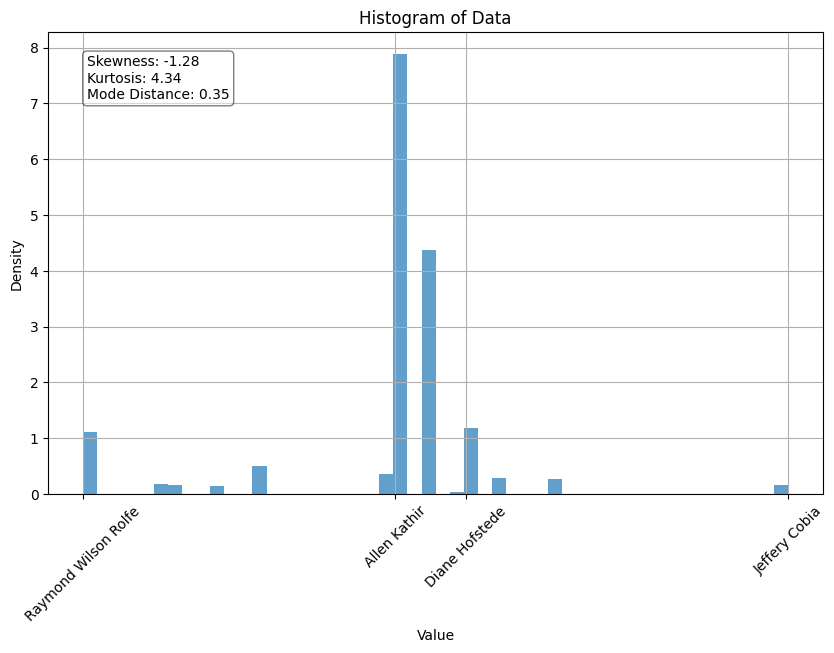 Histogram of Data
Skewness: -1.28
Kurtosis: 4.34
Mode Distance: 0.35
8
7
6
5
4
3
2
1
0
Density
Raymond Wilson Rolfe
Allen Kathir
Diane Hofstede
Jeffery Cobia
Value